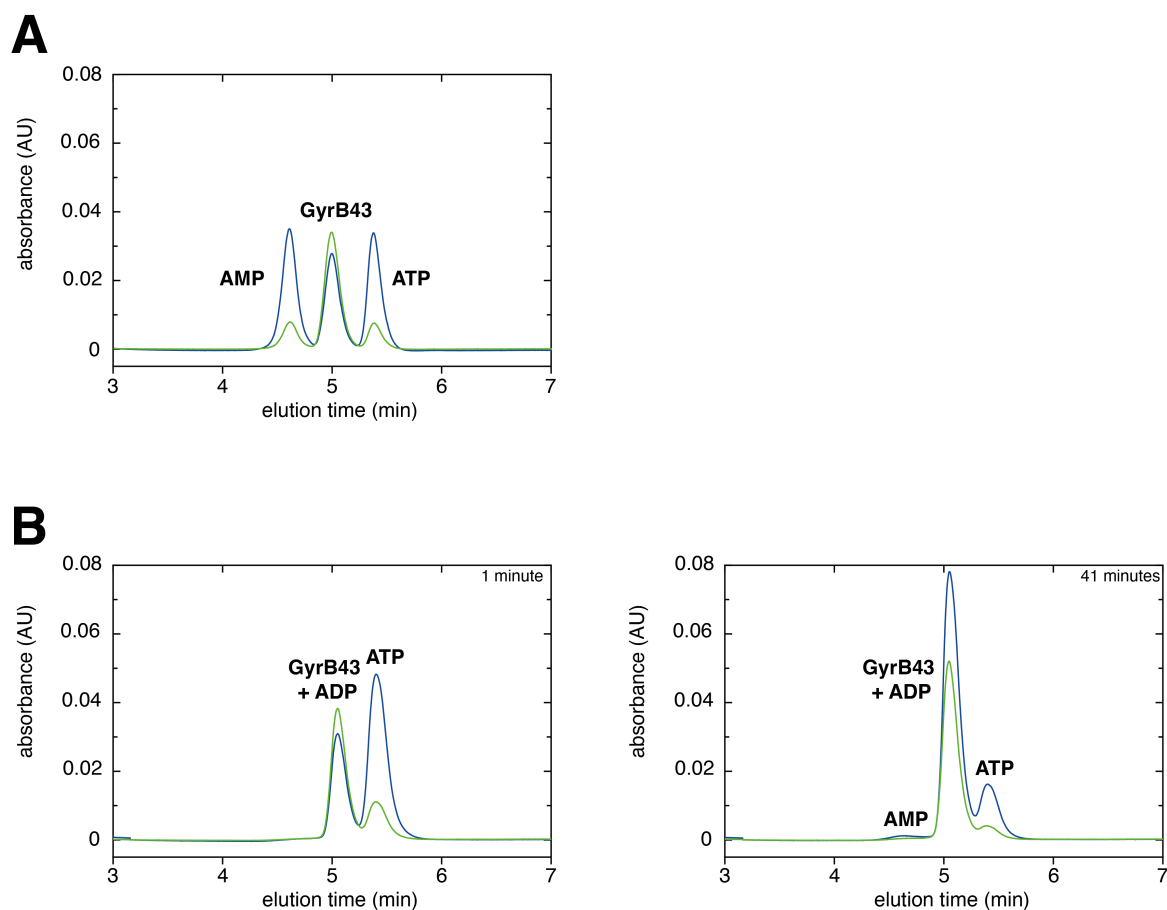 A
0.08
0.06
0.04
0.02
0
absorbance (AU)
GyrB43
AMP
ATP
3 4 5 6 7
elution time (min)
B
0.08
0.06
0.04
0.02
0
absorbance (AU)
1 minute
GyrB43
+ ADP
ATP
3 4 5 6 7
elution time (min)
0.08
0.06
0.04
0.02
0
absorbance (AU)
41 minutes
GyrB43
+ ADP
ATP
AMP
3 4 5 6 7
elution time (min)